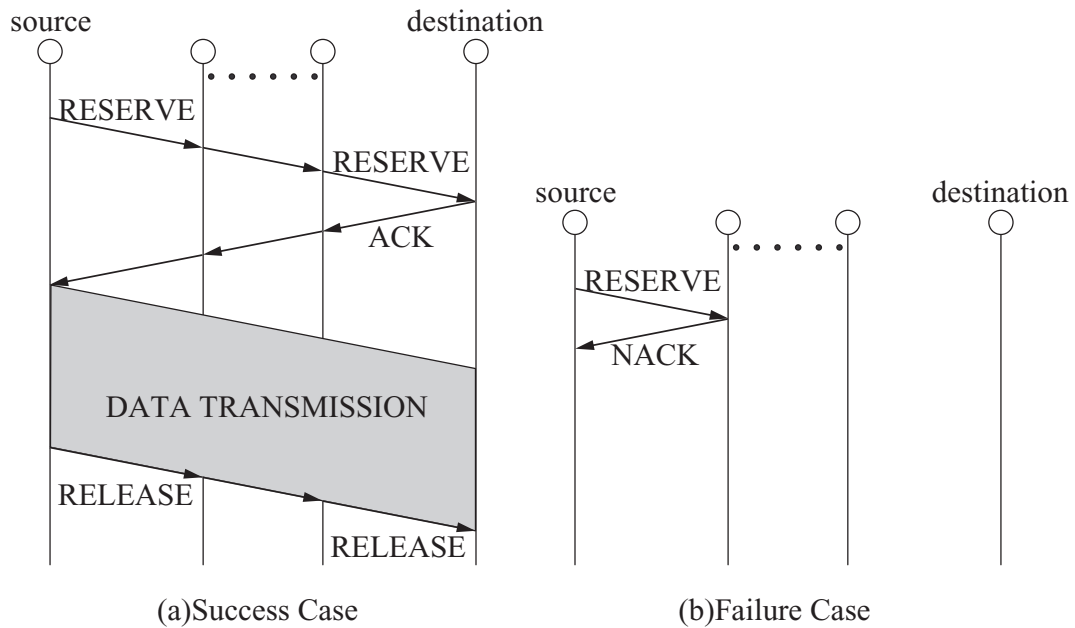 source
destination
RESERVE
RESERVE
ACK
DATA TRANSMISSION
RELEASE
RELEASE
(a)Success Case
source
destination
RESERVE
NACK
(b)Failure Case